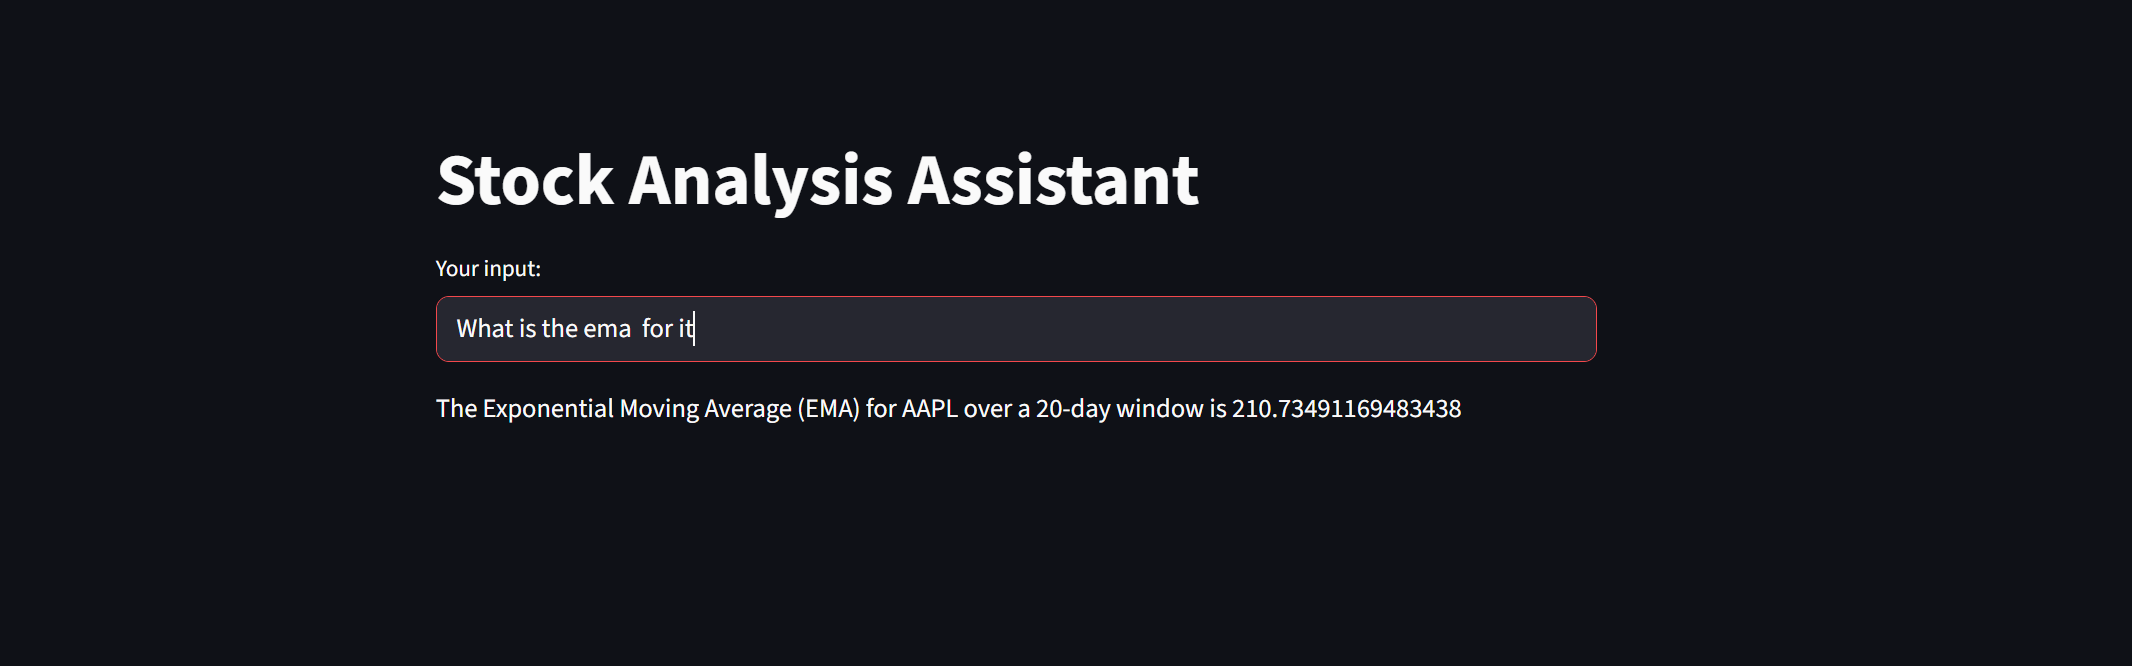 Stock Analysis Assistant
Your input:
What is the ema  for it
The Exponential Moving Average (EMA) for AAPL over a 20-day window is 210.73491169483438